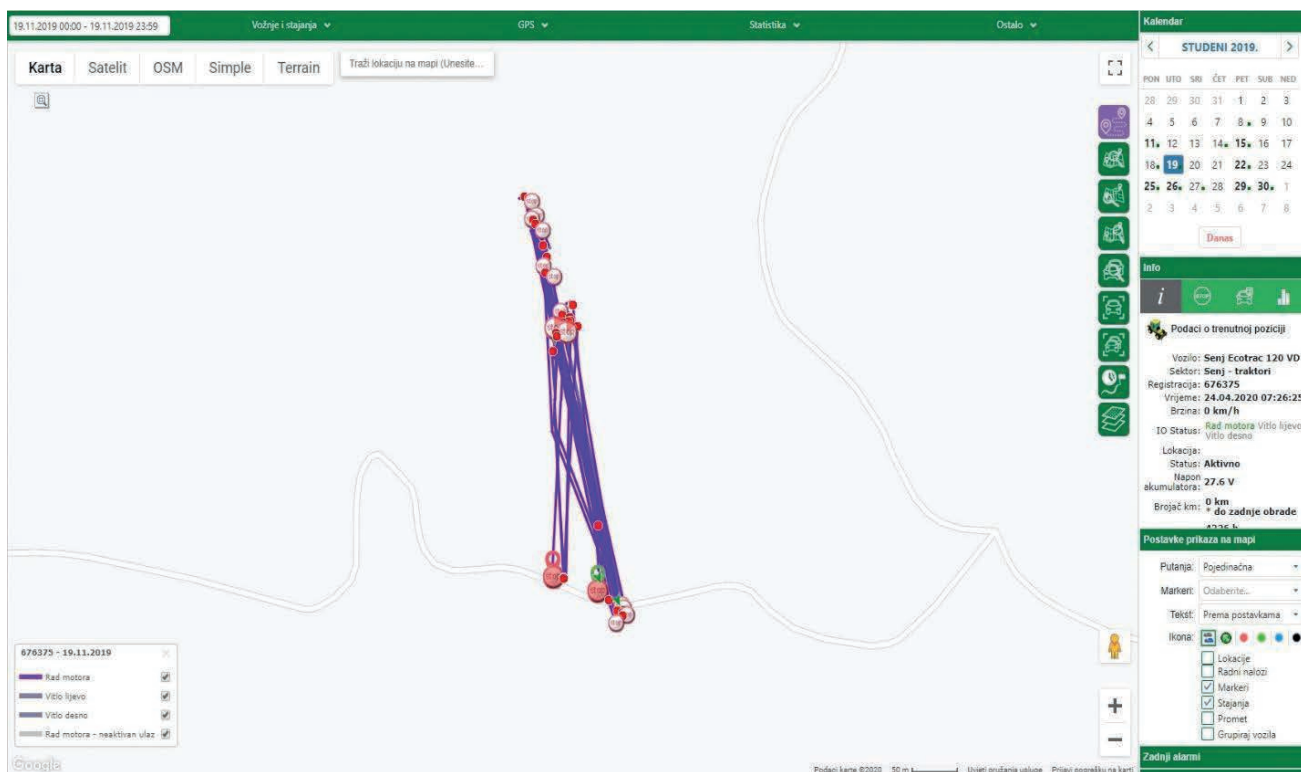 19.11.2019 00:00 - 19.11.2019 23:59
Vožnje i stajanja
GPS
Statistika
Ostalo
Karta
Satelit
OSM
Simple
Terrain
Traži lokaciju na mapi (Unesite...
676375 - 19.11.2019
Rad motora
Vitlo lijevo
Vitlo desno
Rad motora - neaktivan ulaz
Google
Podaci karte ©2020
50 m
Uvjeti pružanja usluge
Prijavi pogrešku na karti
Kalendar
STUDENI 2019.
PON UTO SRI ČET PET SUB NED
28 29 30 31 1 2 3
4 5 6 7 8 9 10
11 12 13 14 15 16 17
18 19 20 21 22 23 24
25 26 27 28 29 30 1
2 3 4 5 6 7 8
Danas
Info
i
Podaci o trenutnoj poziciji
Vozilo: Senj Ecotrac 120 VD
Sektor: Senj - traktori
Registracija: 676375
Vrijeme: 24.04.2020 07:26:25
Brzina: 0 km/h
IO Status: Rad motora Vitlo lijevo
Vitlo desno
Lokacija:
Status: Aktivno
Napon
akumulatora: 27.6 V
Brojač km: 0 km
* do zadnje obrade
Postavke prikaza na mapi
Putanja: Pojedinačna
Markeri: Odaberite...
Tekst: Prema postavkama
Ikona:
Lokacije
Radni nalozi
Markeri
Stajanja
Promet
Grupiraj vozila
Zadnji alarmi